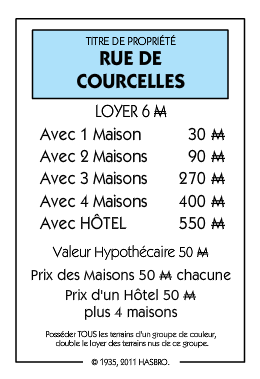 TITRE DE PROPRIÉTÉ
RUE DE
COURCELLES
LOYER 6 ₩
Avec 1 Maison 30 ₩
Avec 2 Maisons 90 ₩
Avec 3 Maisons 270 ₩
Avec 4 Maisons 400 ₩
Avec HÔTEL 550 ₩
Valeur Hypothécaire 50 ₩
Prix des Maisons 50 ₩ chacune
Prix d'un Hôtel 50 ₩
plus 4 maisons
Posséder TOUS les terrains d'un groupe de couleur,
double le loyer des terrains nus de ce groupe.
© 1935, 2011 HASBRO.